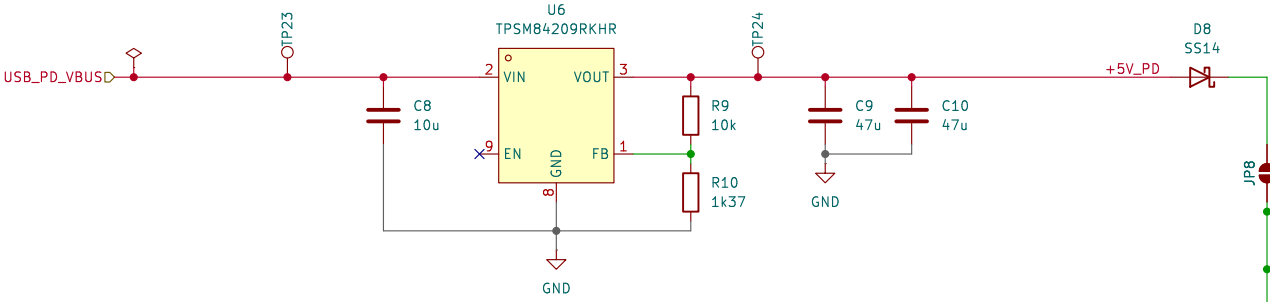 U6
TPSM84209RKHR
TP23
TP24
D8
SS14
USB_PD_VBUS
2
VIN
VOUT
3
+5V_PD
C8
10u
R9
10k
C9
47u
C10
47u
9
EN
GND
FB
1
8
R10
1k37
GND
JP8
GND